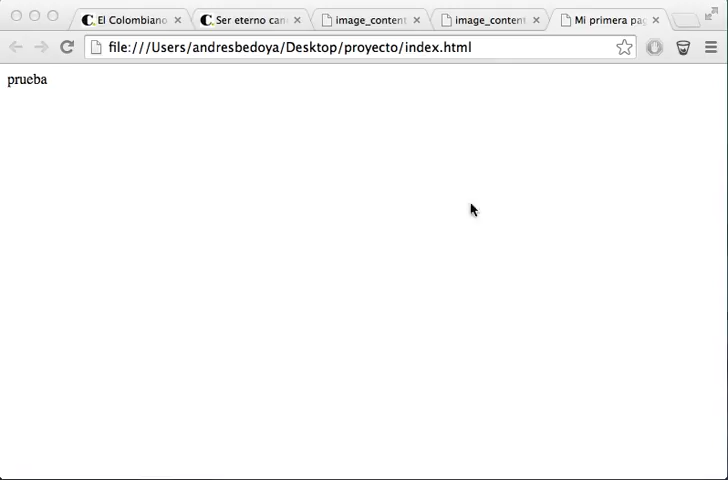 El Colombiano
Ser eterno can
image_content
image_content
Mi primera pag
file:///Users/andresbedoya/Desktop/proyecto/index.html
prueba